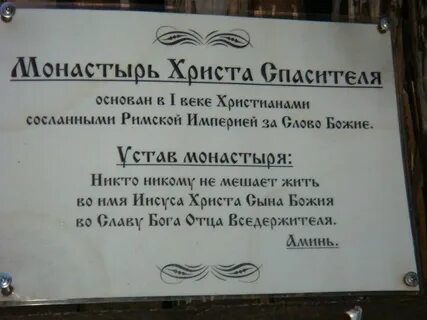 Монастырь Христа Спасителя
основан в I веке Христианами
сосланными Римской Империей за Слово Божие.
Устав монастыря:
Никто никому не мешает жить
во имя Иисуса Христа Сына Божия
во Славу Бога Отца Вседержителя.
Аминь.